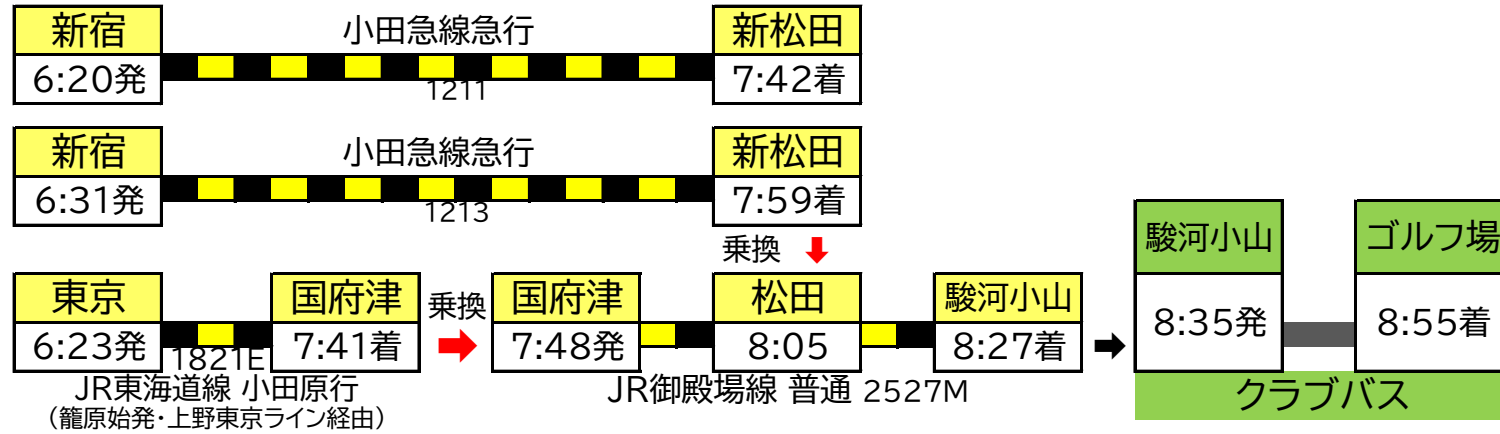 新宿 小田急線急行 新松田
6:20発 1211 7:42着
新宿 小田急線急行 新松田
6:31発 1213 7:59着
乗換
東京 国府津 乗換 国府津 松田 駿河小山 駿河小山 ゴルフ場
6:23発 1821E 7:41着 7:48発 8:05 8:27着 8:35発 8:55着
JR東海道線 小田原行 JR御殿場線 普通 2527M クラブバス
（籠原始発・上野東京ライン経由）